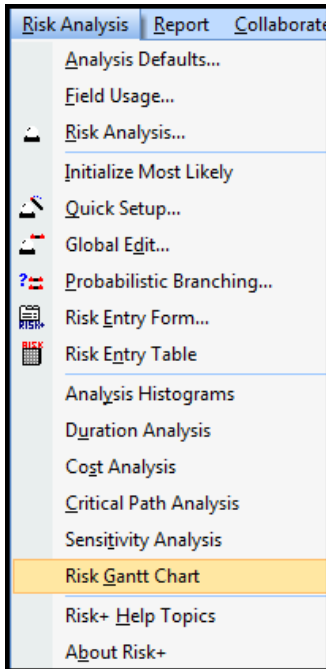 Risk Analysis Report Collaborate
Analysis Defaults...
Field Usage...
Risk Analysis...
Initialize Most Likely
Quick Setup...
Global Edit...
?
Probabilistic Branching...
RISK+
Risk Entry Form...
RISK
Risk Entry Table
Analysis Histograms
Duration Analysis
Cost Analysis
Critical Path Analysis
Sensitivity Analysis
Risk Gantt Chart
Risk+ Help Topics
About Risk+